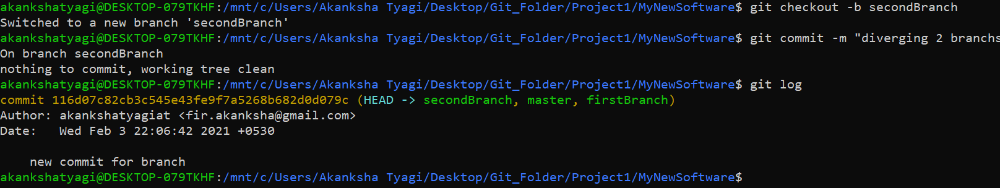 akankshatyagi@DESKTOP-079TKHF:/mnt/c/Users/Akanksha Tyagi/Desktop/Git_Folder/Project1/MyNewSoftware$ git checkout -b secondBranch
Switched to a new branch 'secondBranch'
akankshatyagi@DESKTOP-079TKHF:/mnt/c/Users/Akanksha Tyagi/Desktop/Git_Folder/Project1/MyNewSoftware$ git commit -m "diverging 2 branchs
On branch secondBranch
nothing to commit, working tree clean
akankshatyagi@DESKTOP-079TKHF:/mnt/c/Users/Akanksha Tyagi/Desktop/Git_Folder/Project1/MyNewSoftware$ git log
commit 116d07c82cb3c545e43fe9f7a5268b682d0d079c (HEAD -> secondBranch, master, firstBranch)
Author: akankshatyagiat <fir.akanksha@gmail.com>
Date:   Wed Feb 3 22:06:42 2021 +0530
    new commit for branch
akankshatyagi@DESKTOP-079TKHF:/mnt/c/Users/Akanksha Tyagi/Desktop/Git_Folder/Project1/MyNewSoftware$